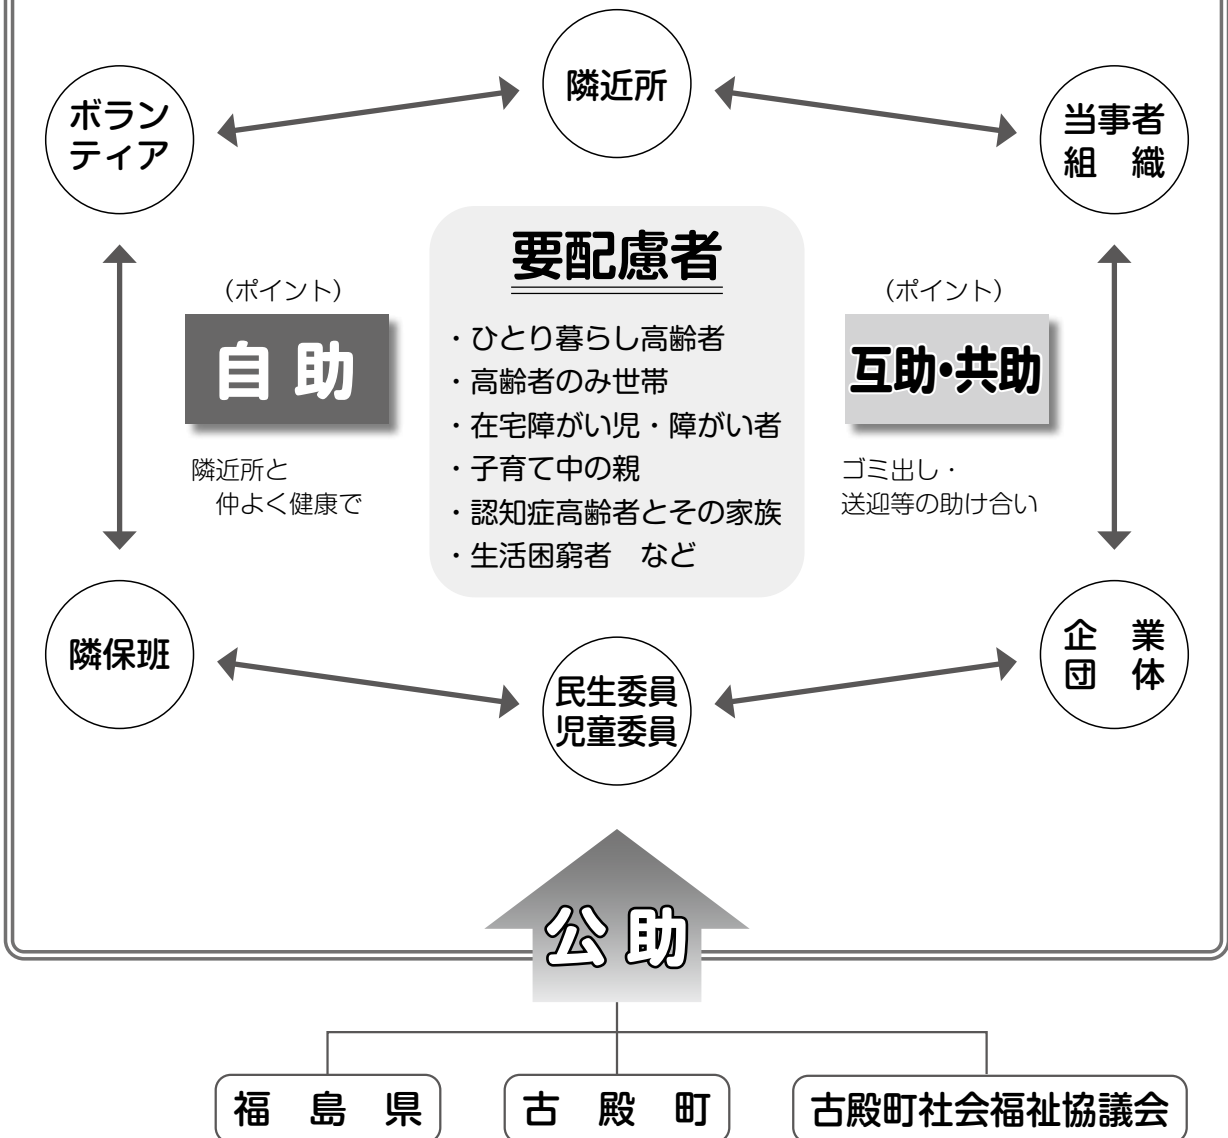 隣近所
ボラン
ティア
当事者
組　織
要配慮者
・ひとり暮らし高齢者
・高齢者のみ世帯
・在宅障がい児・障がい者
・子育て中の親
・認知症高齢者とその家族
・生活困窮者　など
（ポイント）
自 助
隣近所と
仲よく健康で
（ポイント）
互助・共助
ゴミ出し・
送迎等の助け合い
隣保班
民生委員
児童委員
企　業
団　体
公 助
福　島　県
古　殿　町
古殿町社会福祉協議会